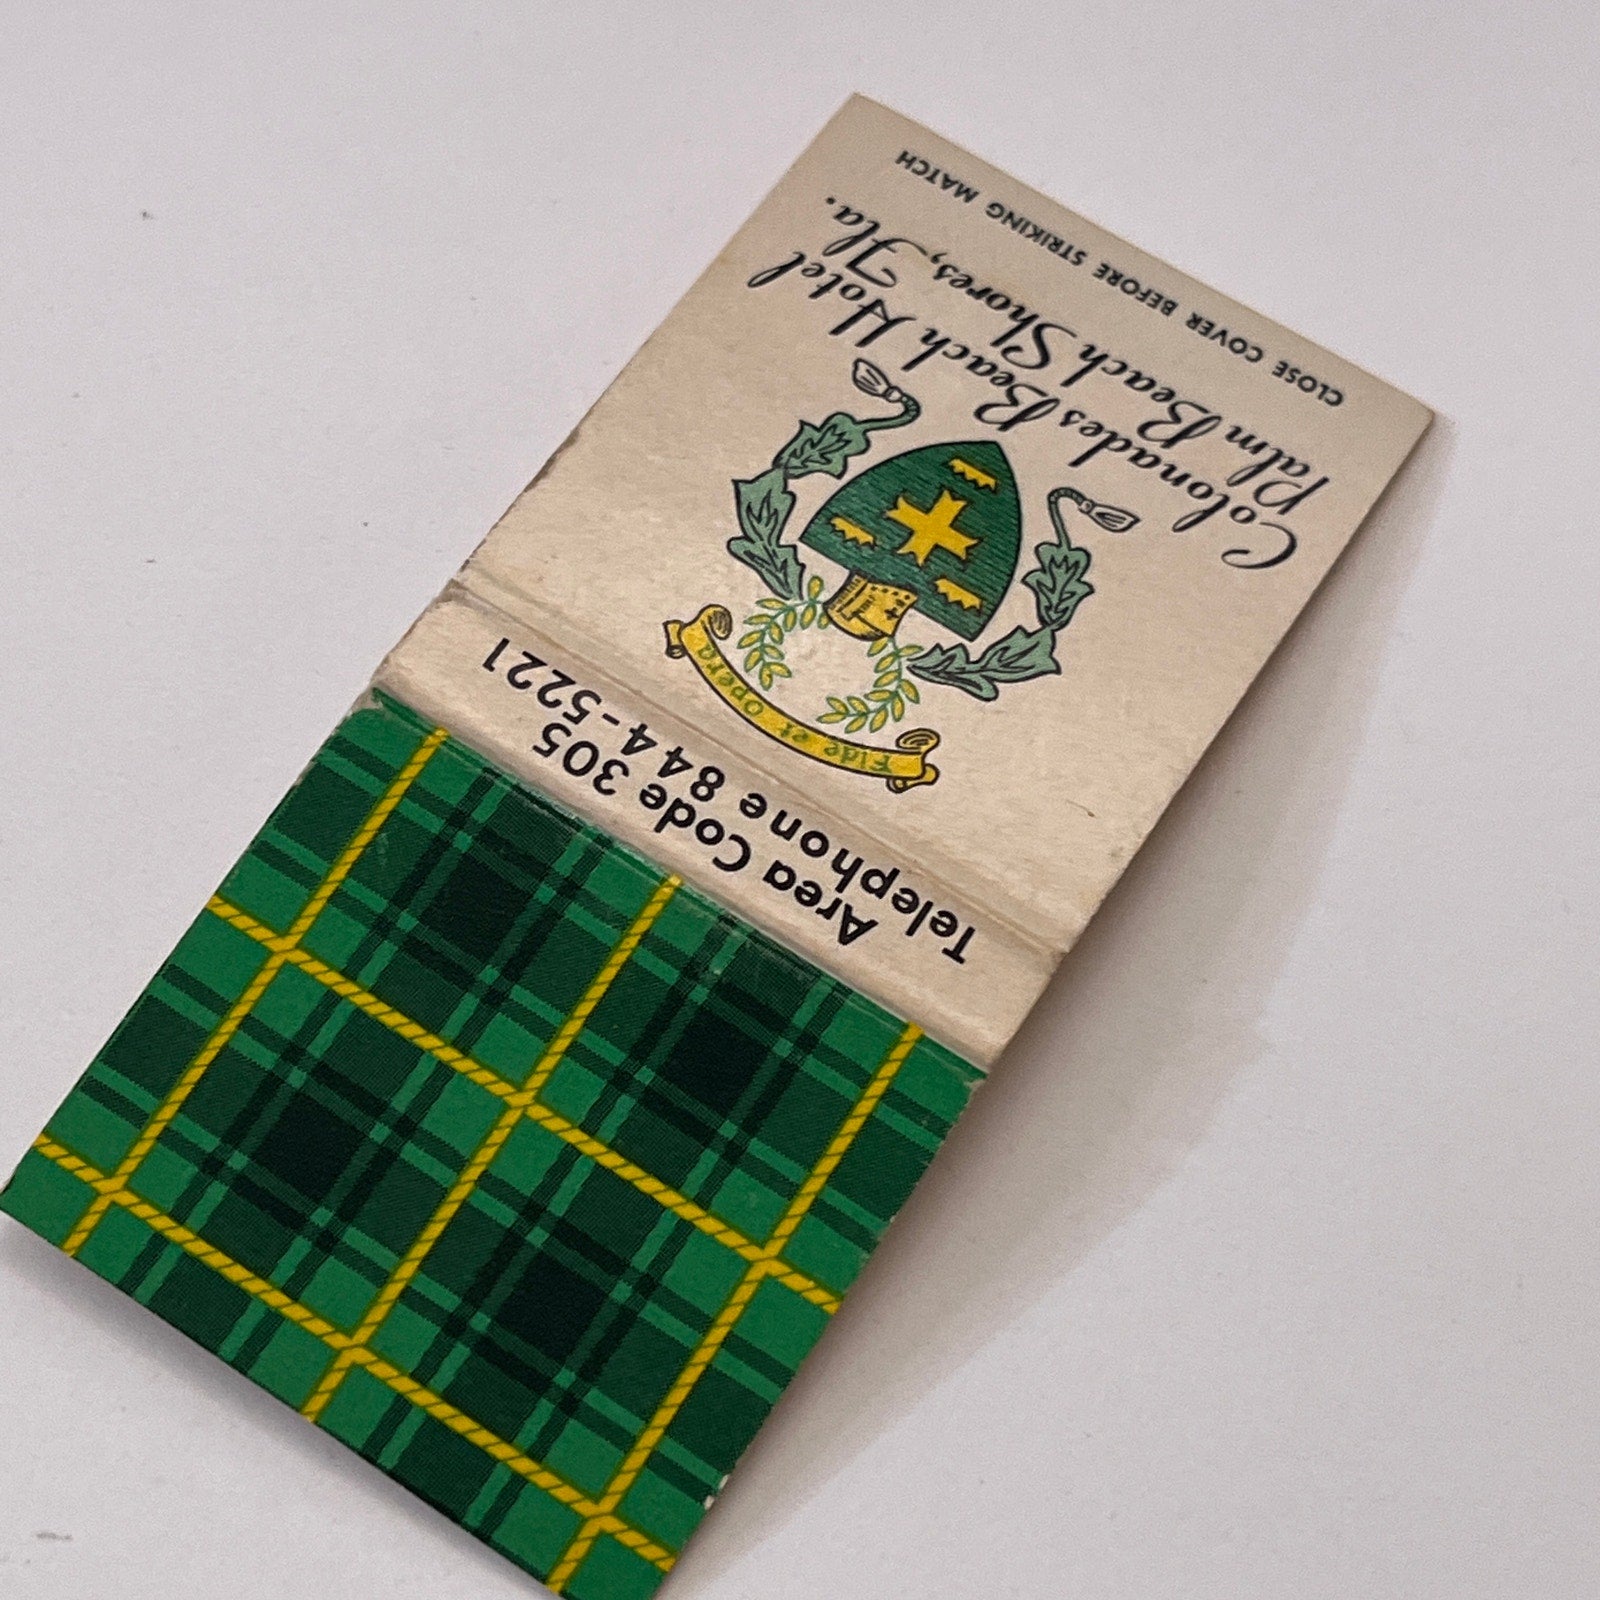 Telephone 844-5221
Area Code 305
Fide et Opera
Colonades Beach Hotel
Palm Beach Shores, Fla.
CLOSE COVER BEFORE STRIKING MATCH